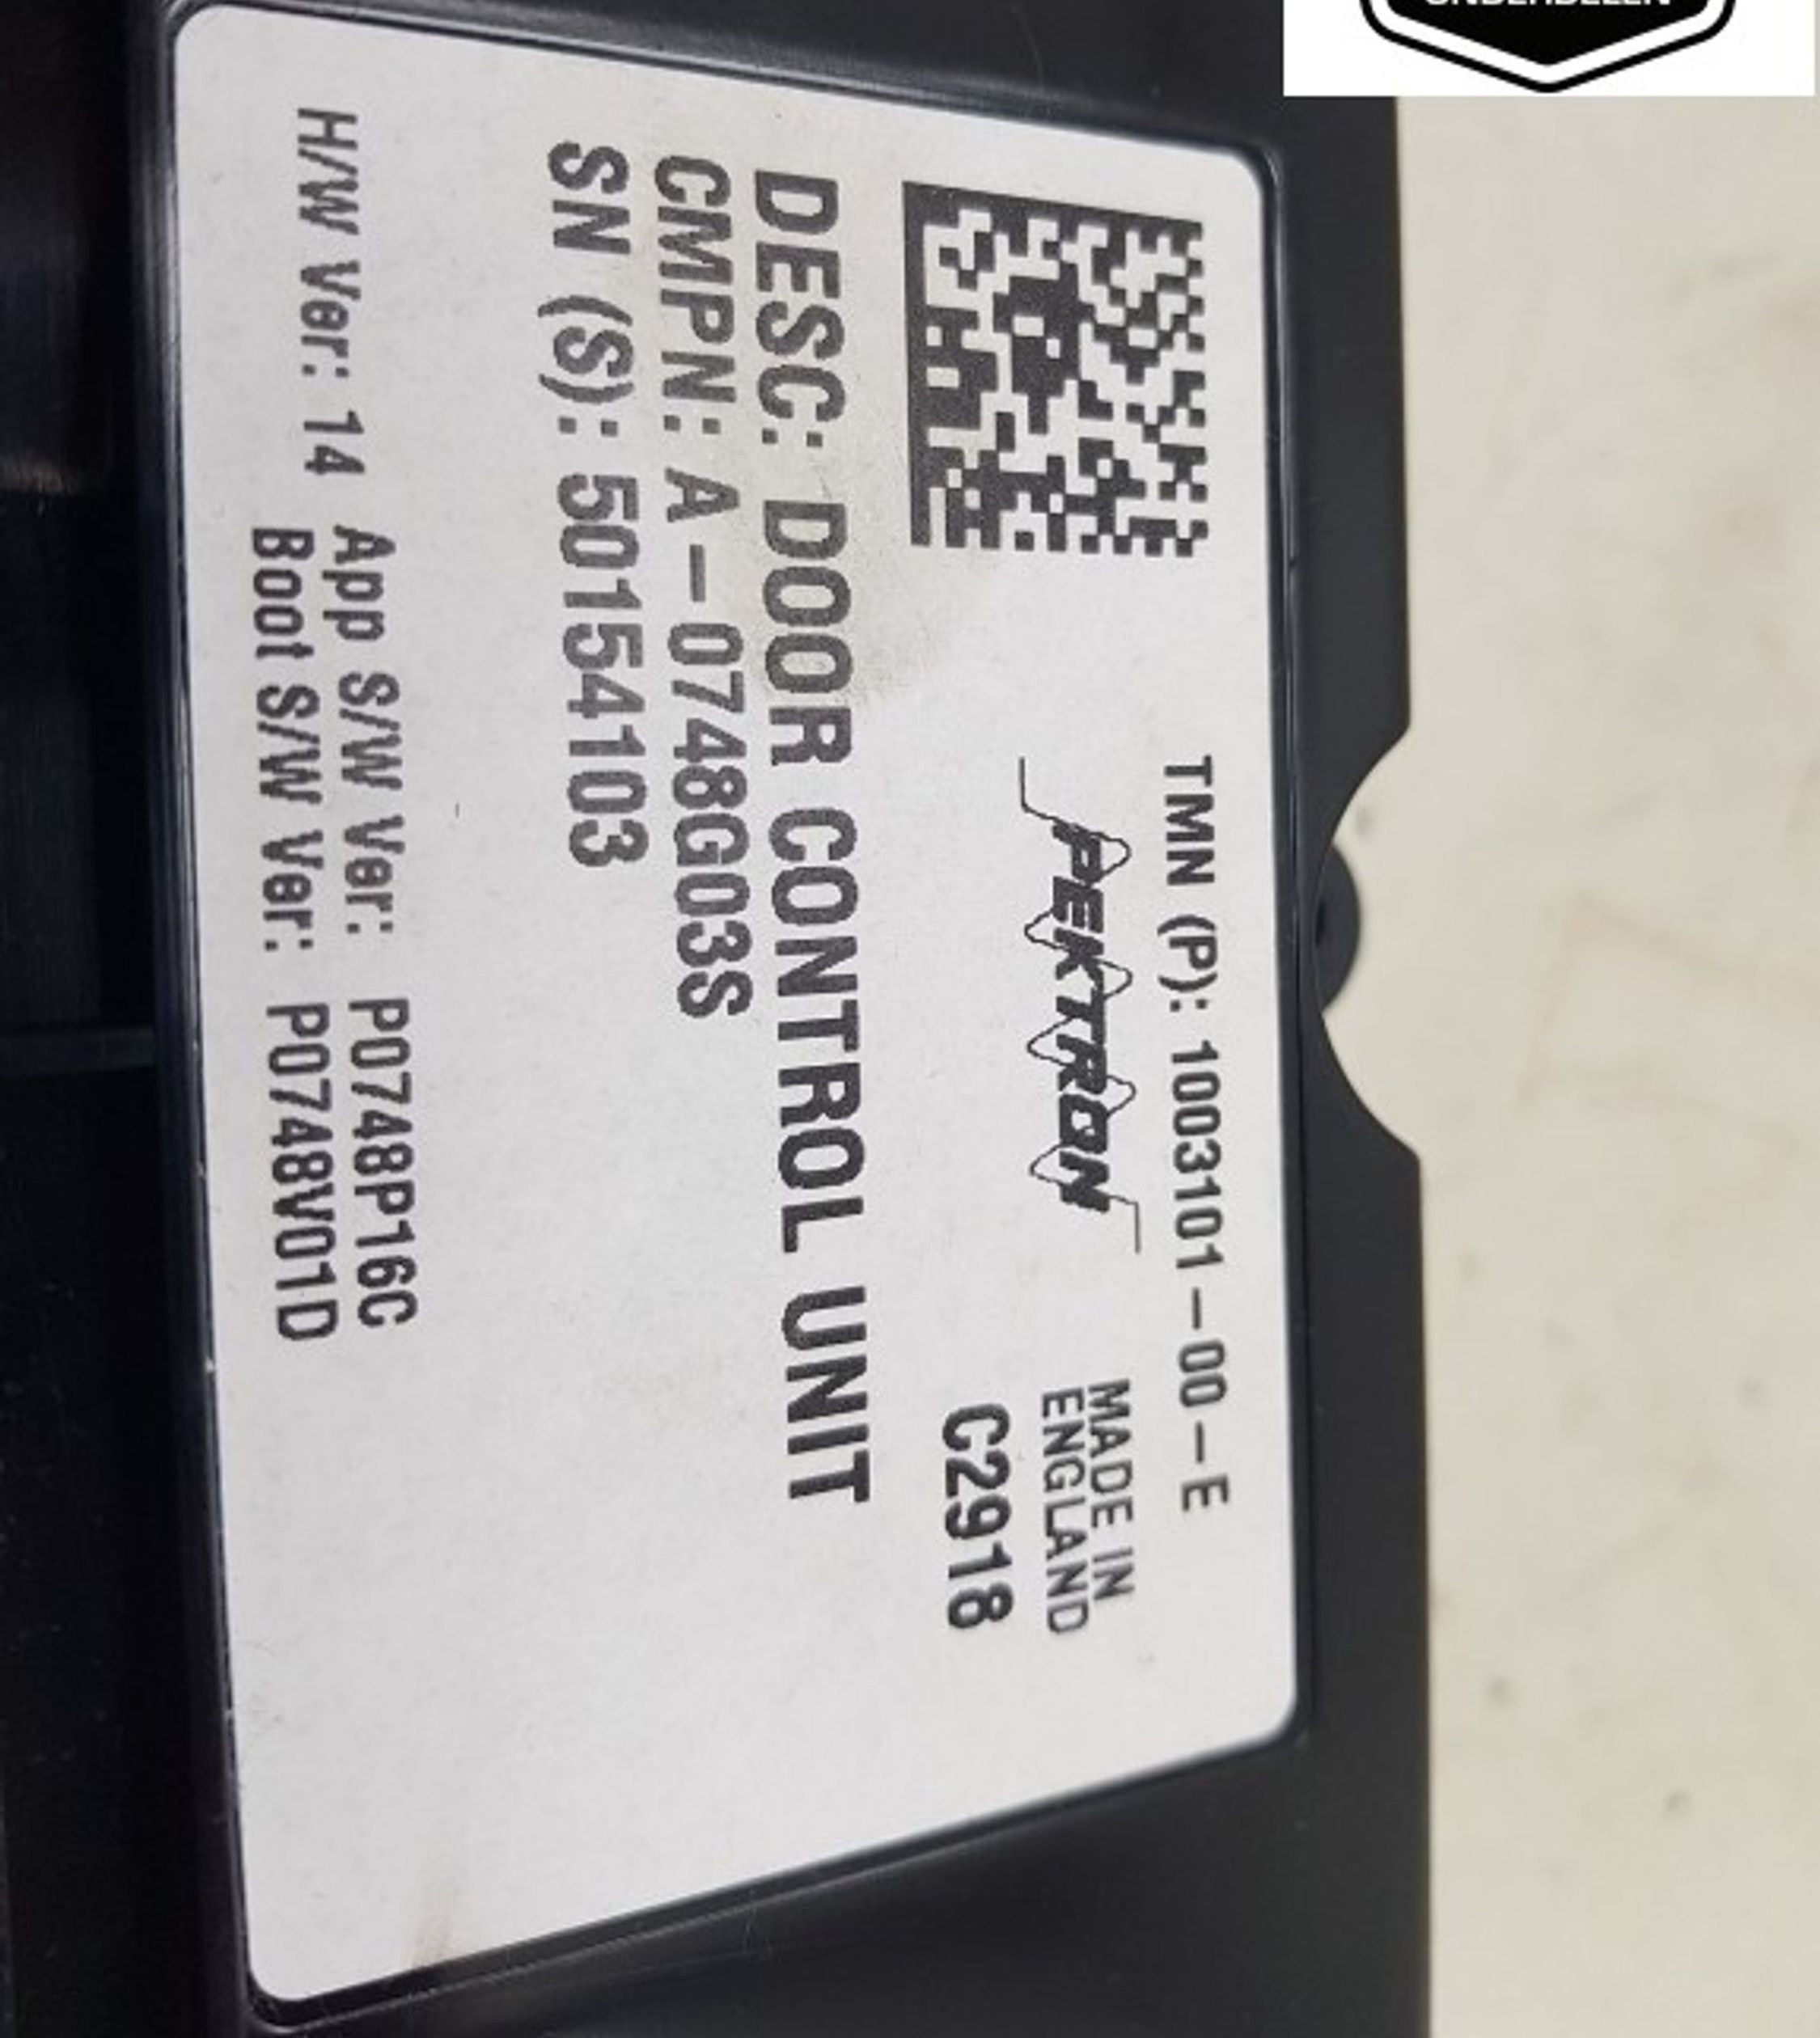 TMN (P): 1003101-00-E
PEKTRON
MADE IN
ENGLAND
C2918
DESC: DOOR CONTROL UNIT
CMPN: A-0748G03S
SN (S): 50154103
H/W Ver: 14
App S/W Ver: P0748P16C
Boot S/W Ver: P0748V01D